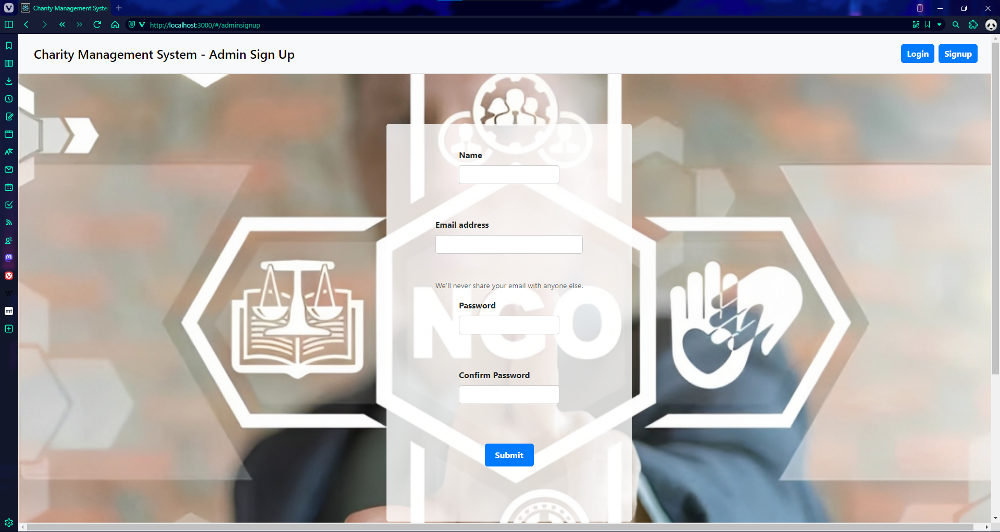 Charity Management Syste
http://localhost:3000/#/adminsignup
Charity Management System - Admin Sign Up
Login
Signup
Name
Email address
We'll never share your email with anyone else.
NGO
Password
Confirm Password
Submit
m
W
mt